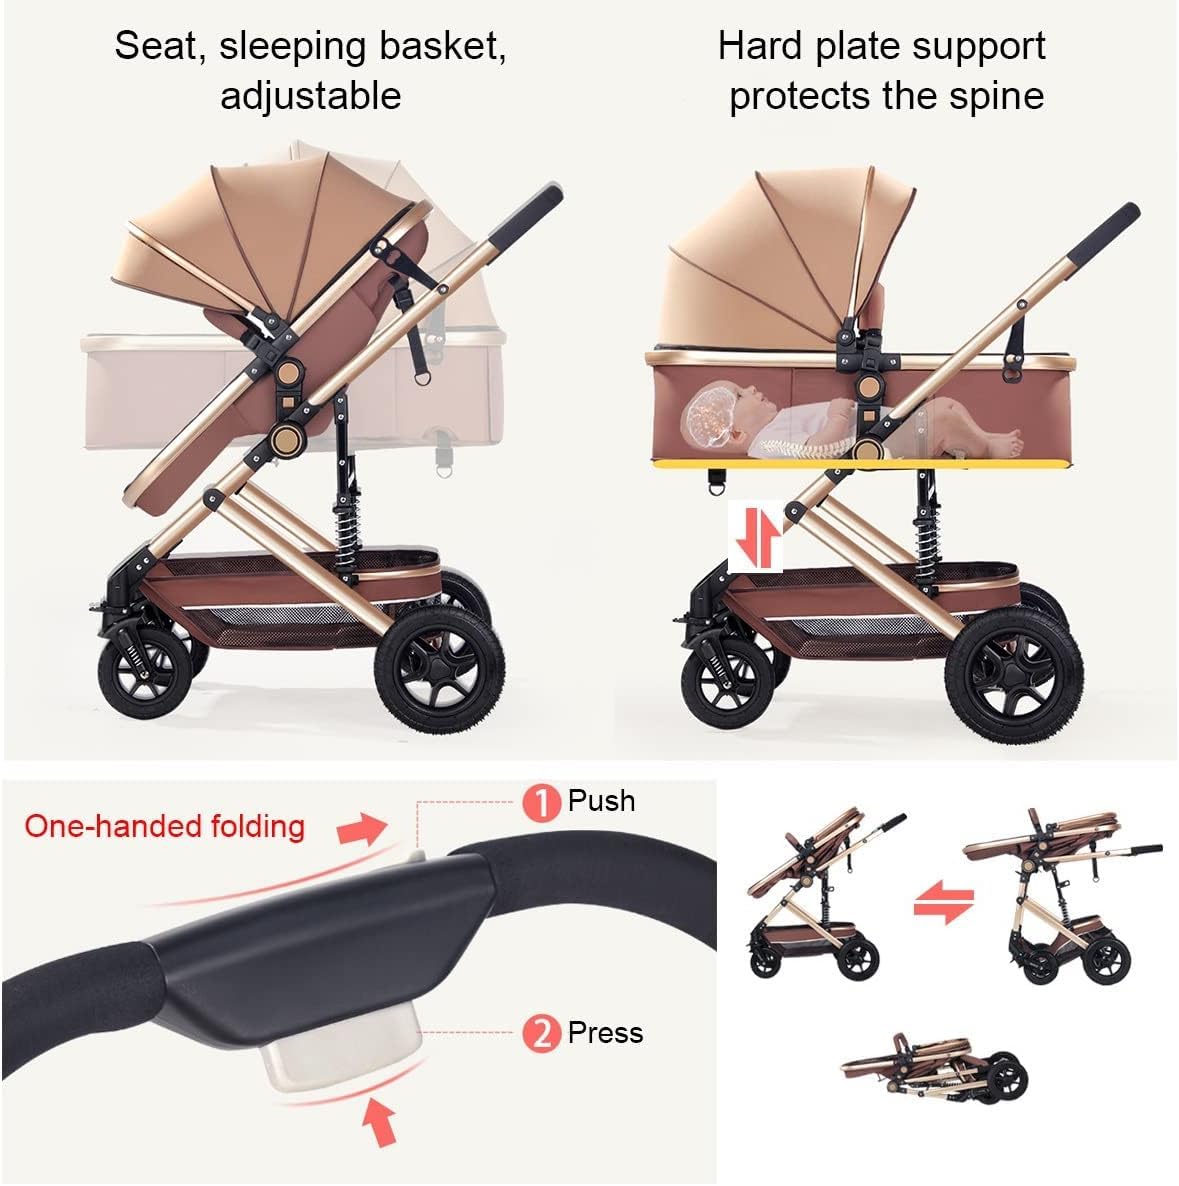 Seat, sleeping basket,
adjustable
Hard plate support
protects the spine
One-handed folding
1 Push
2 Press